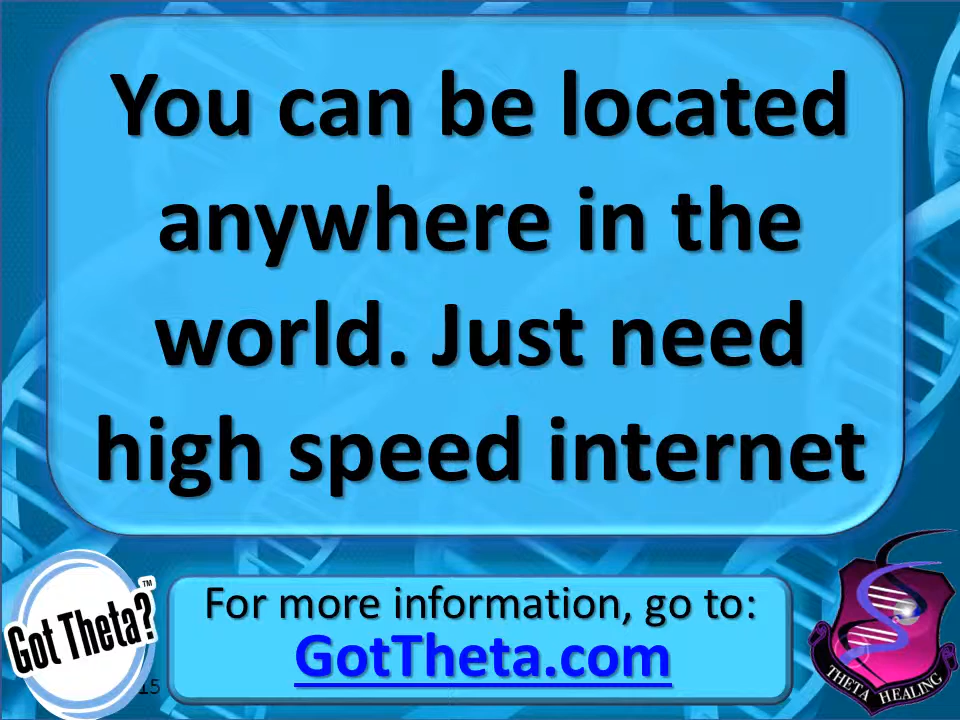 You can be located
anywhere in the
world. Just need
high speed internet
Got Theta?™
For more information, go to:
GotTheta.com
15
THETA HEALING